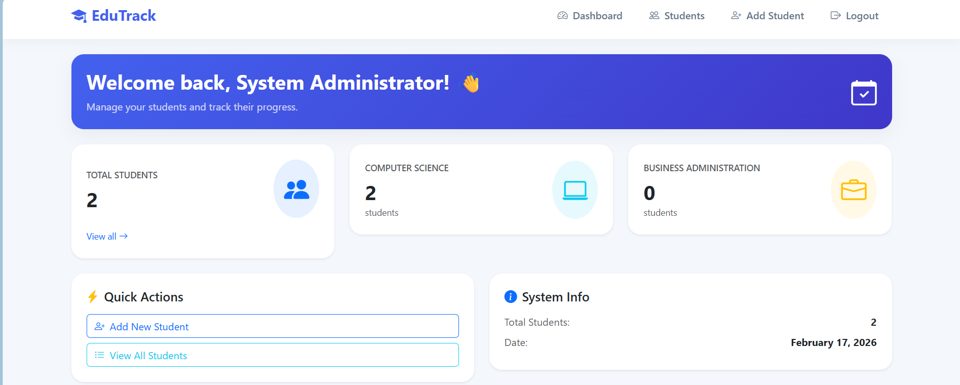 EduTrack
Dashboard
Students
Add Student
Logout
Welcome back, System Administrator! 👋
Manage your students and track their progress.
TOTAL STUDENTS
2
View all →
COMPUTER SCIENCE
2
students
BUSINESS ADMINISTRATION
0
students
Quick Actions
Add New Student
View All Students
System Info
Total Students: 2
Date: February 17, 2026